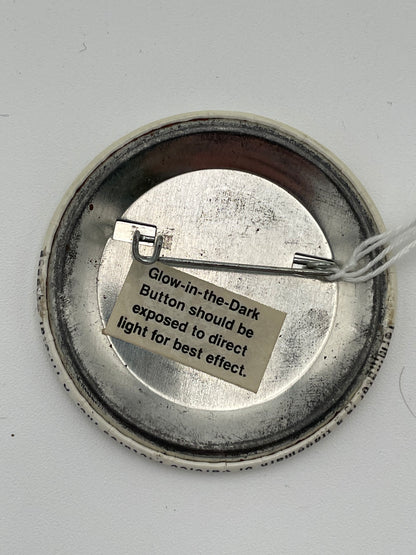 Glow-in-the-Dark
Button should be
exposed to direct
light for best effect.